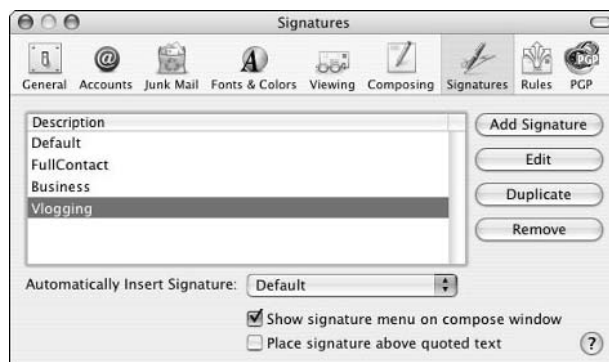 Signatures
General Accounts Junk Mail Fonts & Colors Viewing Composing Signatures Rules PGP
Description
Default
FullContact
Business
Vlogging
Add Signature
Edit
Duplicate
Remove
Automatically Insert Signature: Default
Show signature menu on compose window
Place signature above quoted text
?